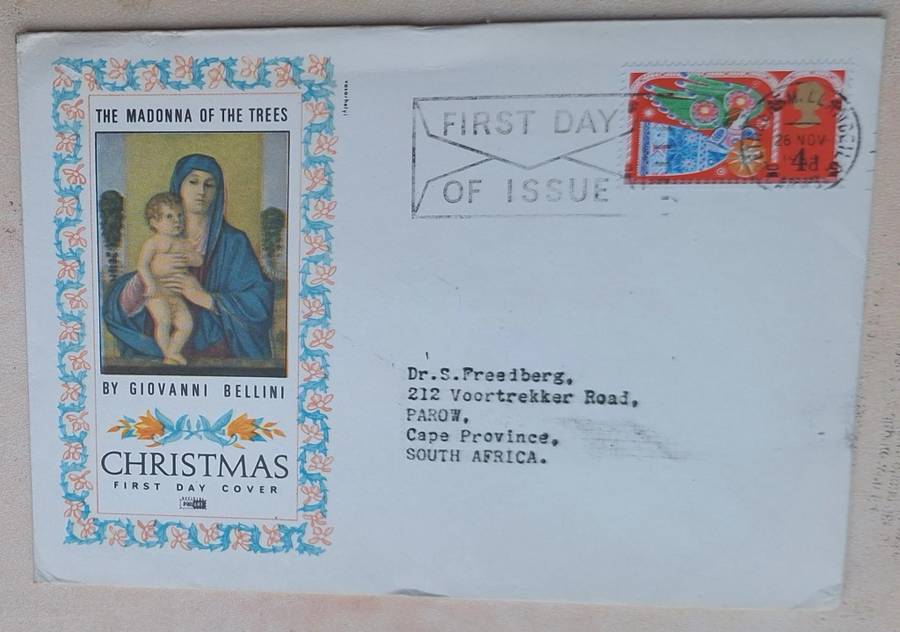 THE MADONNA OF THE TREES
BY GIOVANNI BELLINI
CHRISTMAS
FIRST DAY COVER
PHILART
FIRST DAY
OF ISSUE
26 NOV
4d
Dr.S.Freedberg,
212 Voortrekker Road,
PAROW,
Cape Province,
SOUTH AFRICA.